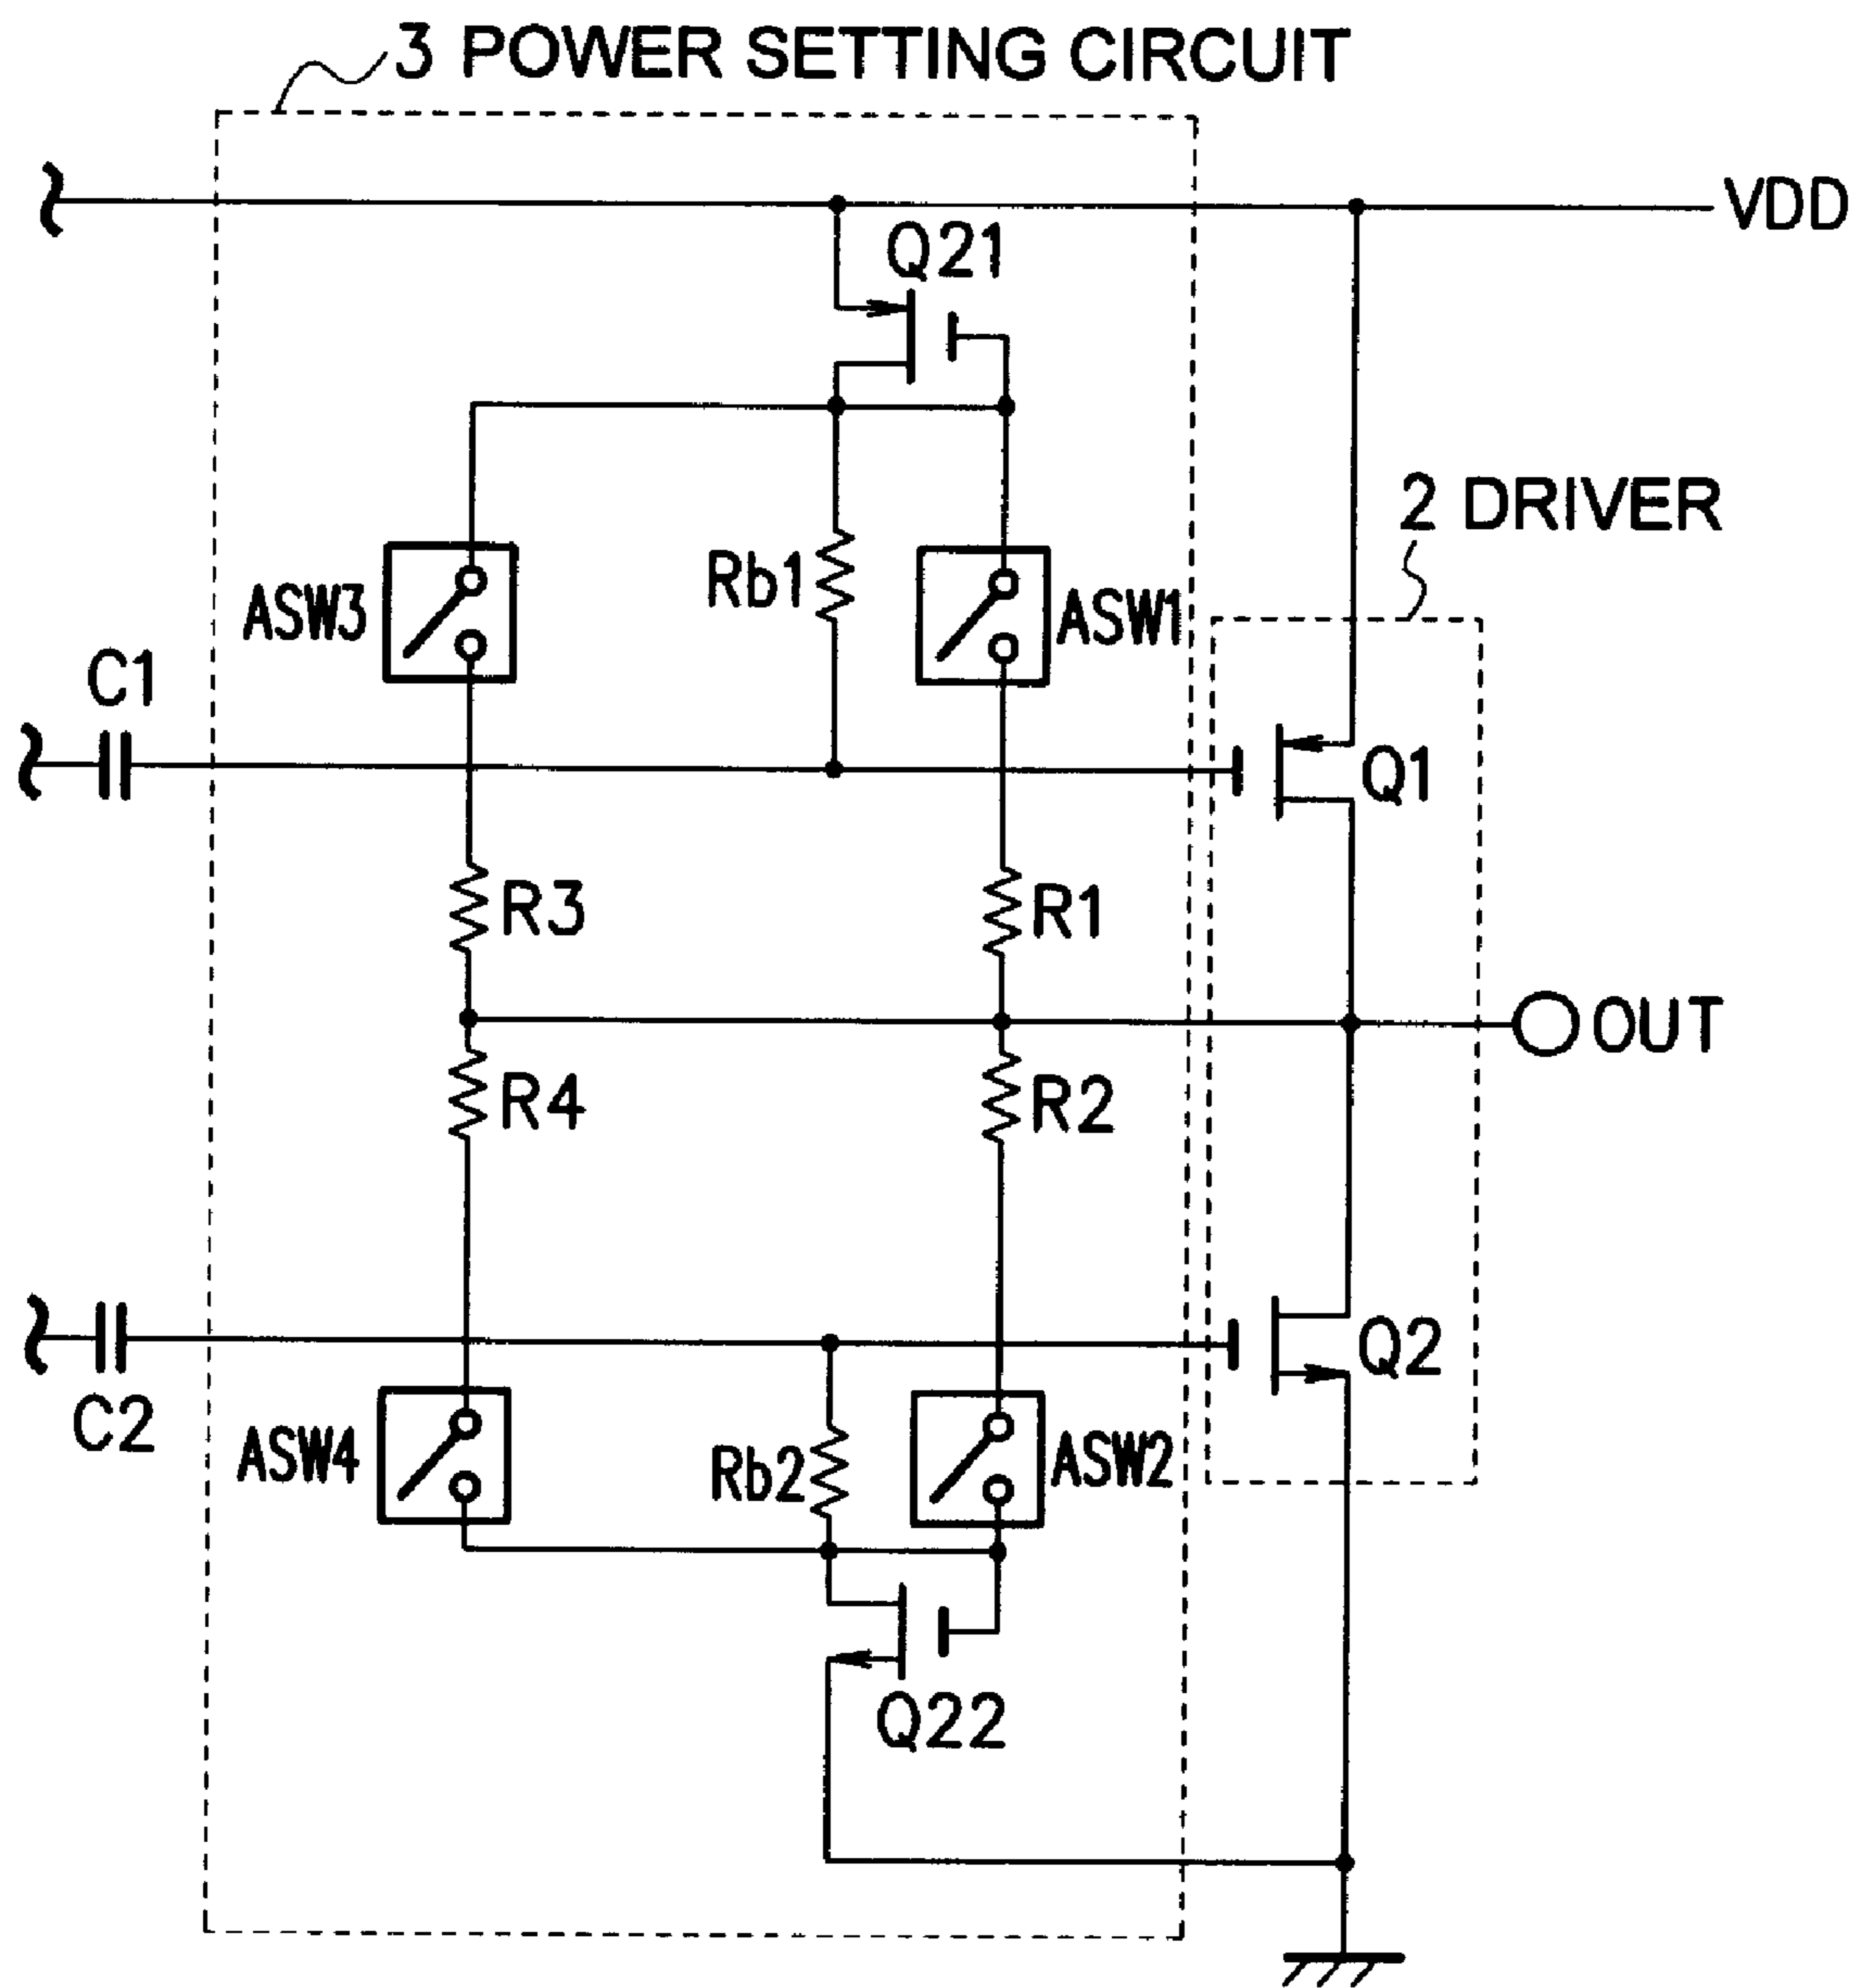 3 POWER SETTING CIRCUIT
VDD
Q21
2 DRIVER
ASW3
Rb1
ASW1
C1
Q1
R3
R1
OUT
R4
R2
C2
Q2
ASW4
Rb2
ASW2
Q22